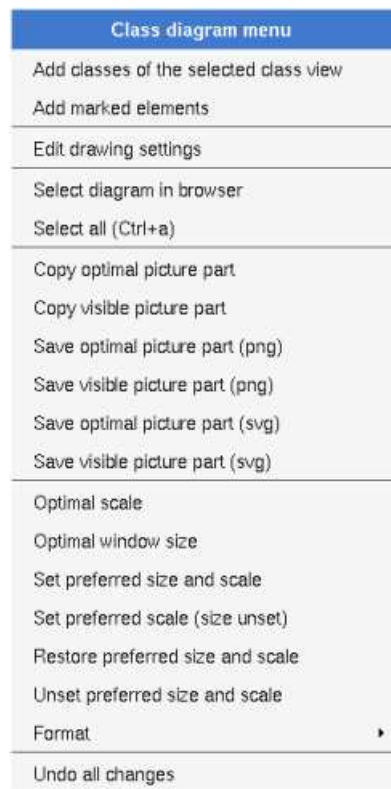 Class diagram menu
Add classes of the selected class view
Add marked elements
Edit drawing settings
Select diagram in browser
Select all (Ctrl+a)
Copy optimal picture part
Copy visible picture part
Save optimal picture part (png)
Save visible picture part (png)
Save optimal picture part (svg)
Save visible picture part (svg)
Optimal scale
Optimal window size
Set preferred size and scale
Set preferred scale (size unset)
Restore preferred size and scale
Unset preferred size and scale
Format
Undo all changes